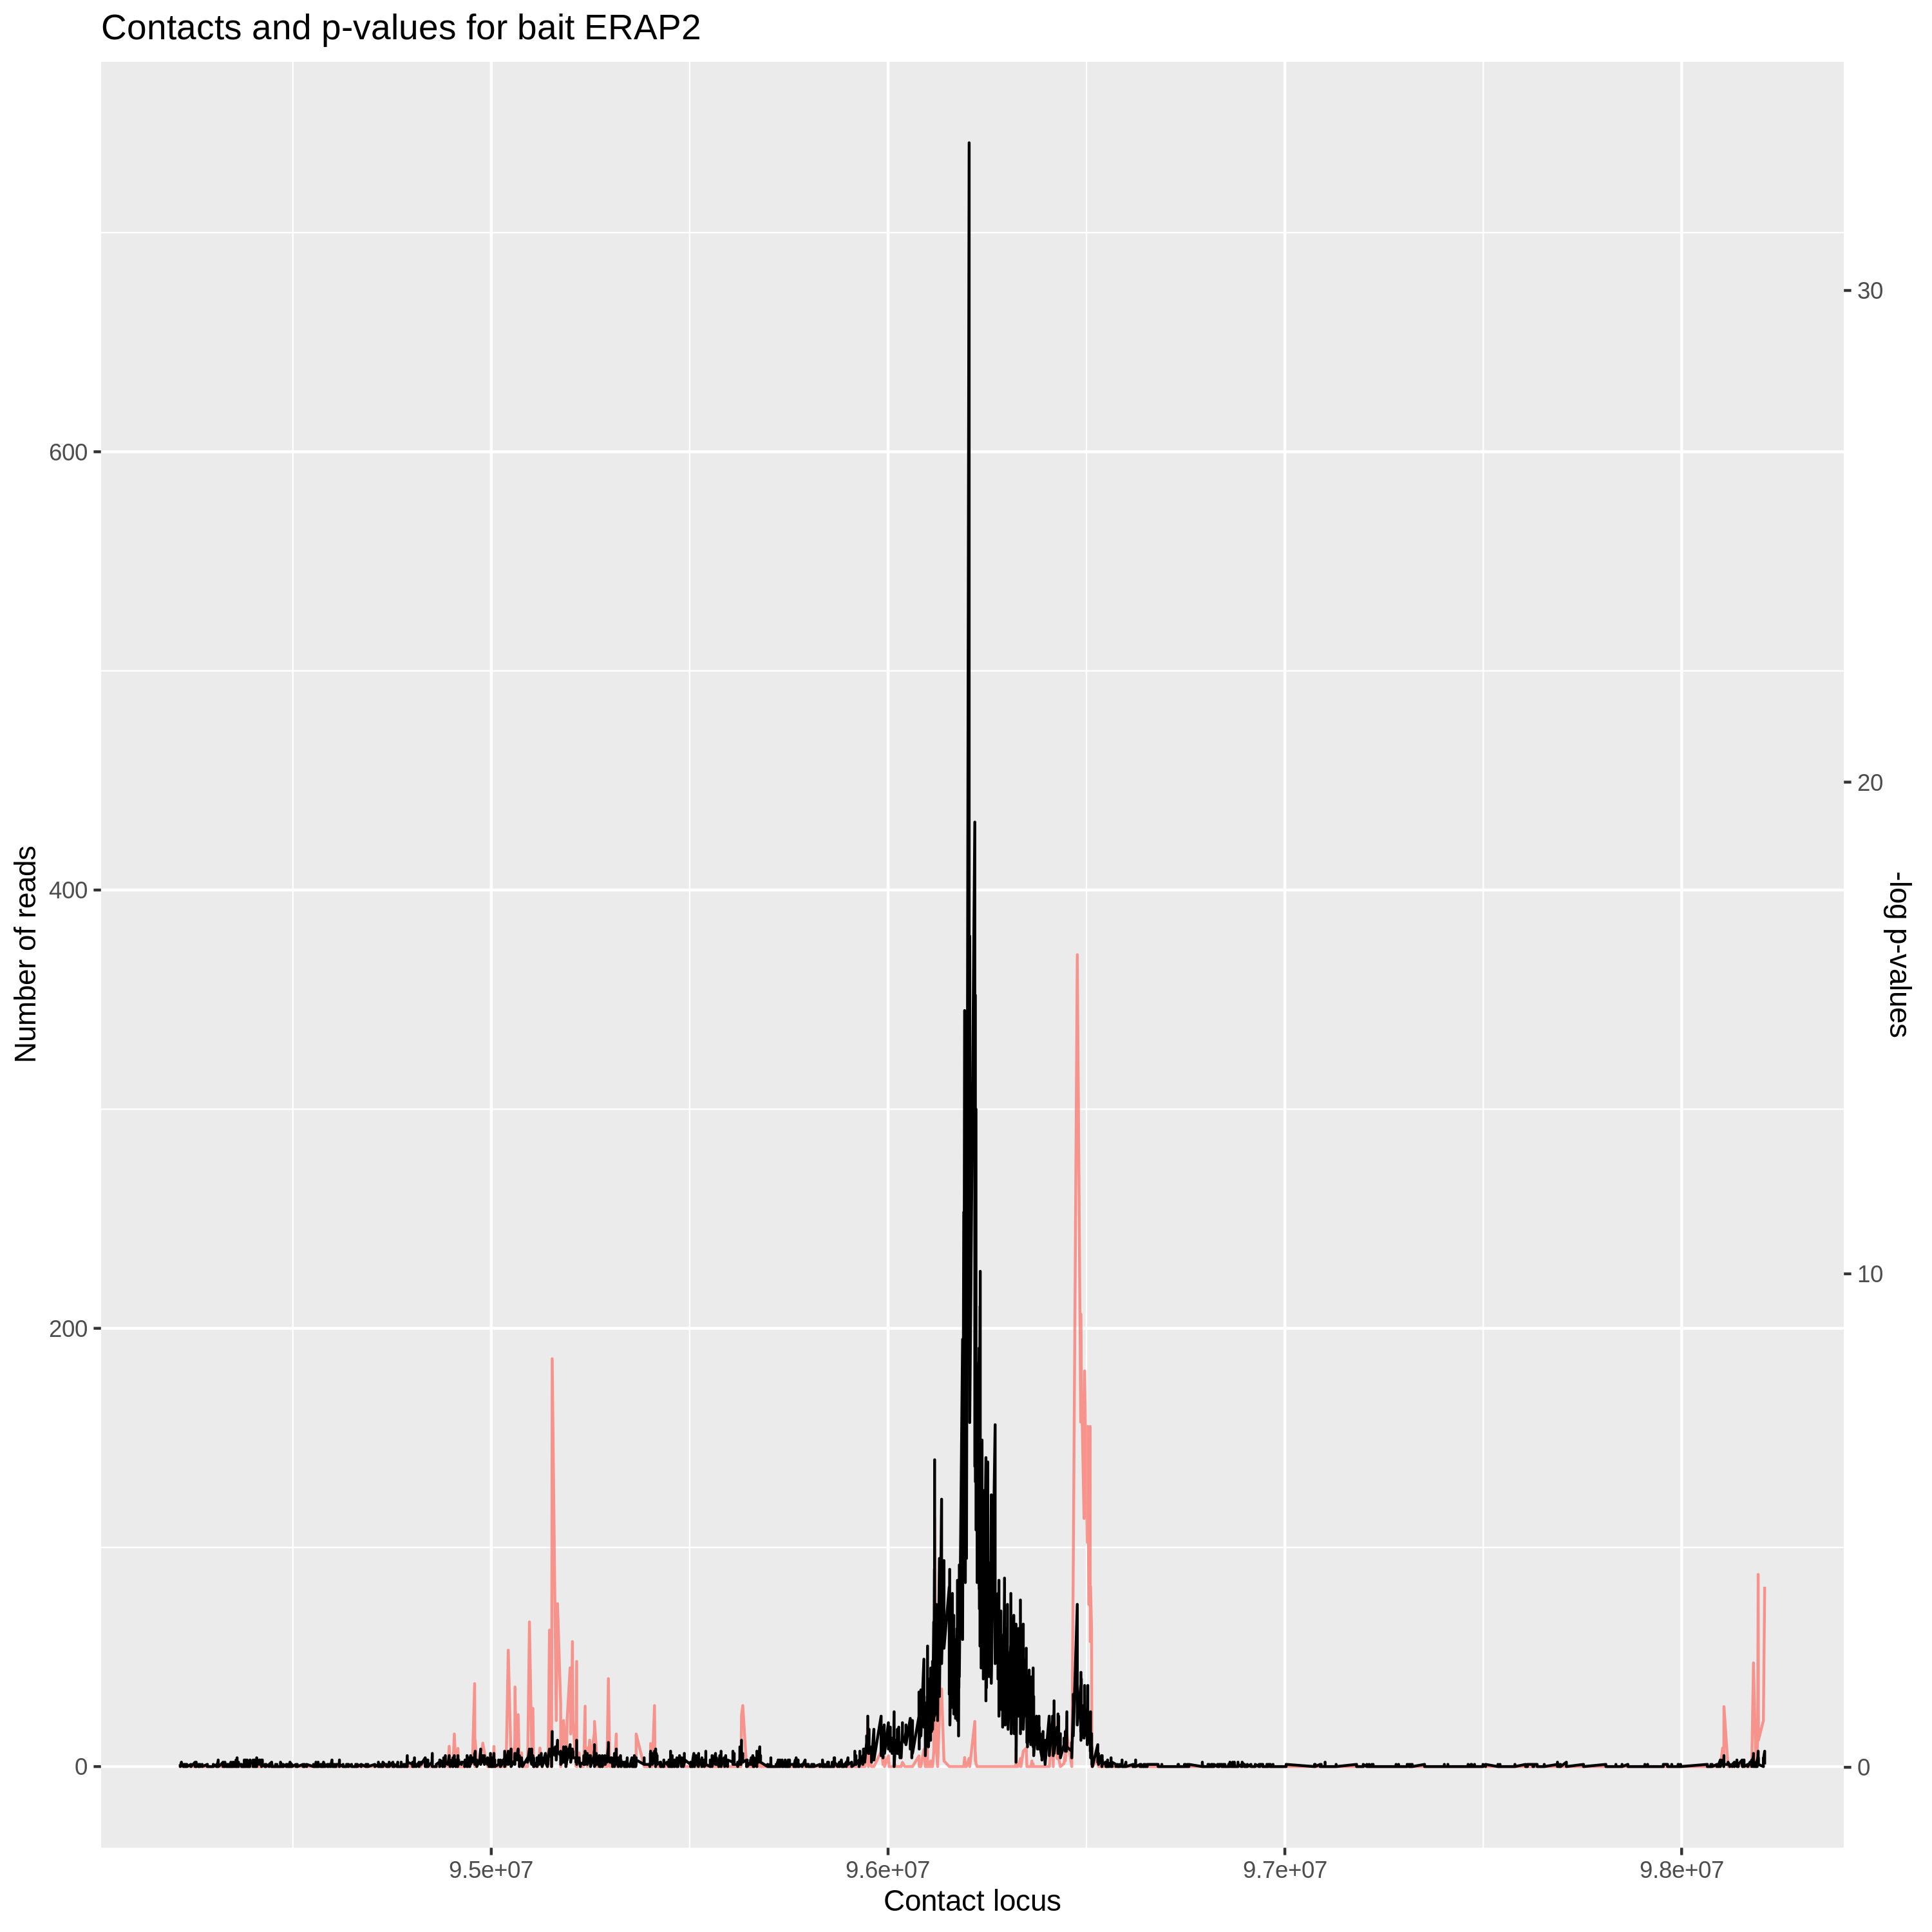 Contacts and p-values for bait ERAP2
Number of reads
600
400
200
0
30
20
10
0
-log p-values
9.5e+07
9.6e+07
9.7e+07
9.8e+07
Contact locus